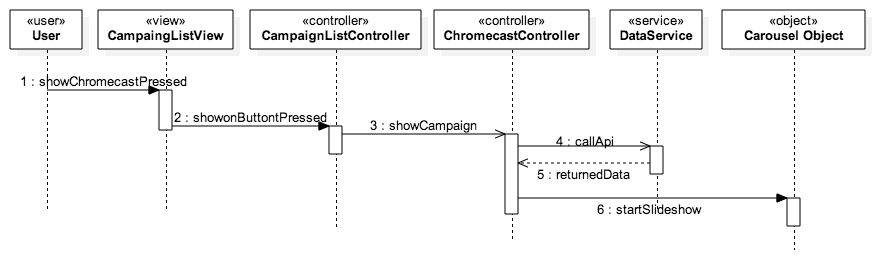 «user»
User
«view»
CampaingListView
«controller»
CampaignListController
«controller»
ChromecastController
«service»
DataService
«object»
Carousel Object
1 : showChromecastPressed
2 : showonButtontPressed
3 : showCampaign
4 : callApi
5 : returnedData
6 : startSlideshow